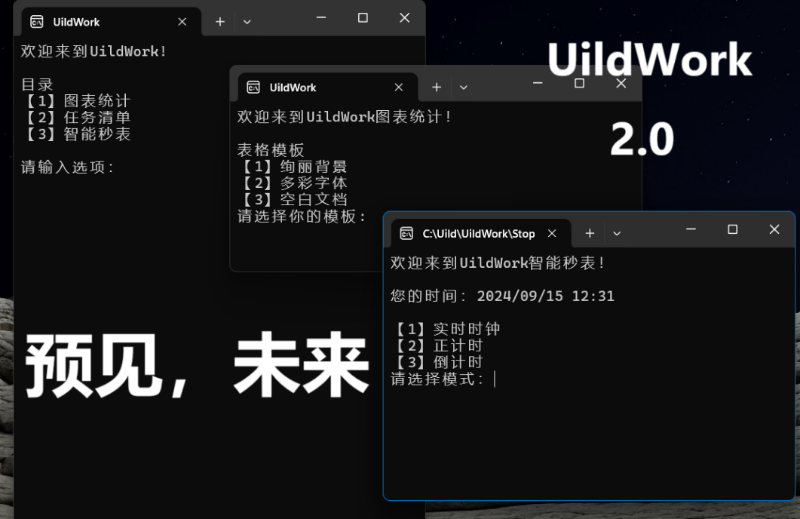 UildWork
欢迎来到UildWork!
目录
【1】图表统计
【2】任务清单
【3】智能秒表
请输入选项:
UildWork
欢迎来到UildWork图表统计!
表格模板
【1】绚丽背景
【2】多彩字体
【3】空白文档
请选择你的模板:
UildWork
2.0
C:\Uild\UildWork\Stop
欢迎来到UildWork智能秒表!
您的时间: 2024/09/15 12:31
【1】实时时钟
【2】正计时
【3】倒计时
请选择模式:
预见，未来